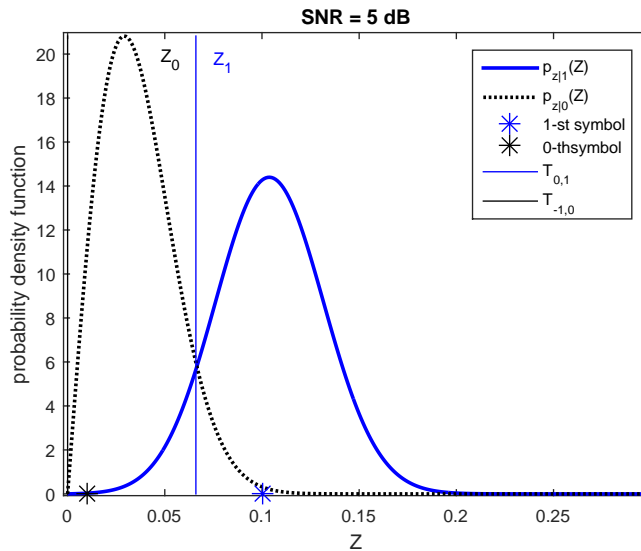 SNR = 5 dB
probability density function
20
18
16
14
12
10
8
6
4
2
0
Z0
Z1
pz|1(Z)
pz|0(Z)
1-st symbol
0-thsymbol
T0,1
T-1,0
0 0.05 0.1 0.15 0.2 0.25
Z